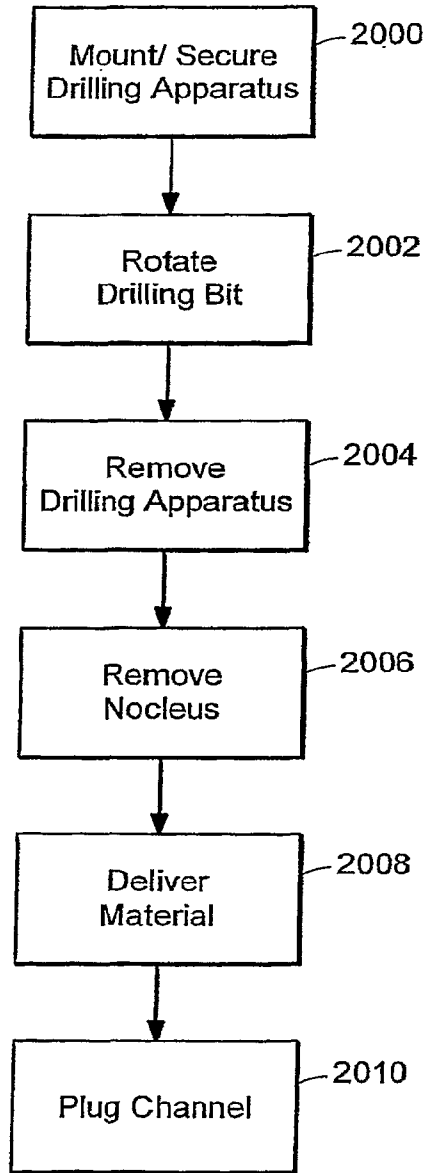 Mount/ Secure
Drilling Apparatus
2000
Rotate
Drilling Bit
2002
Remove
Drilling Apparatus
2004
Remove
Nocleus
2006
Deliver
Material
2008
Plug Channel
2010